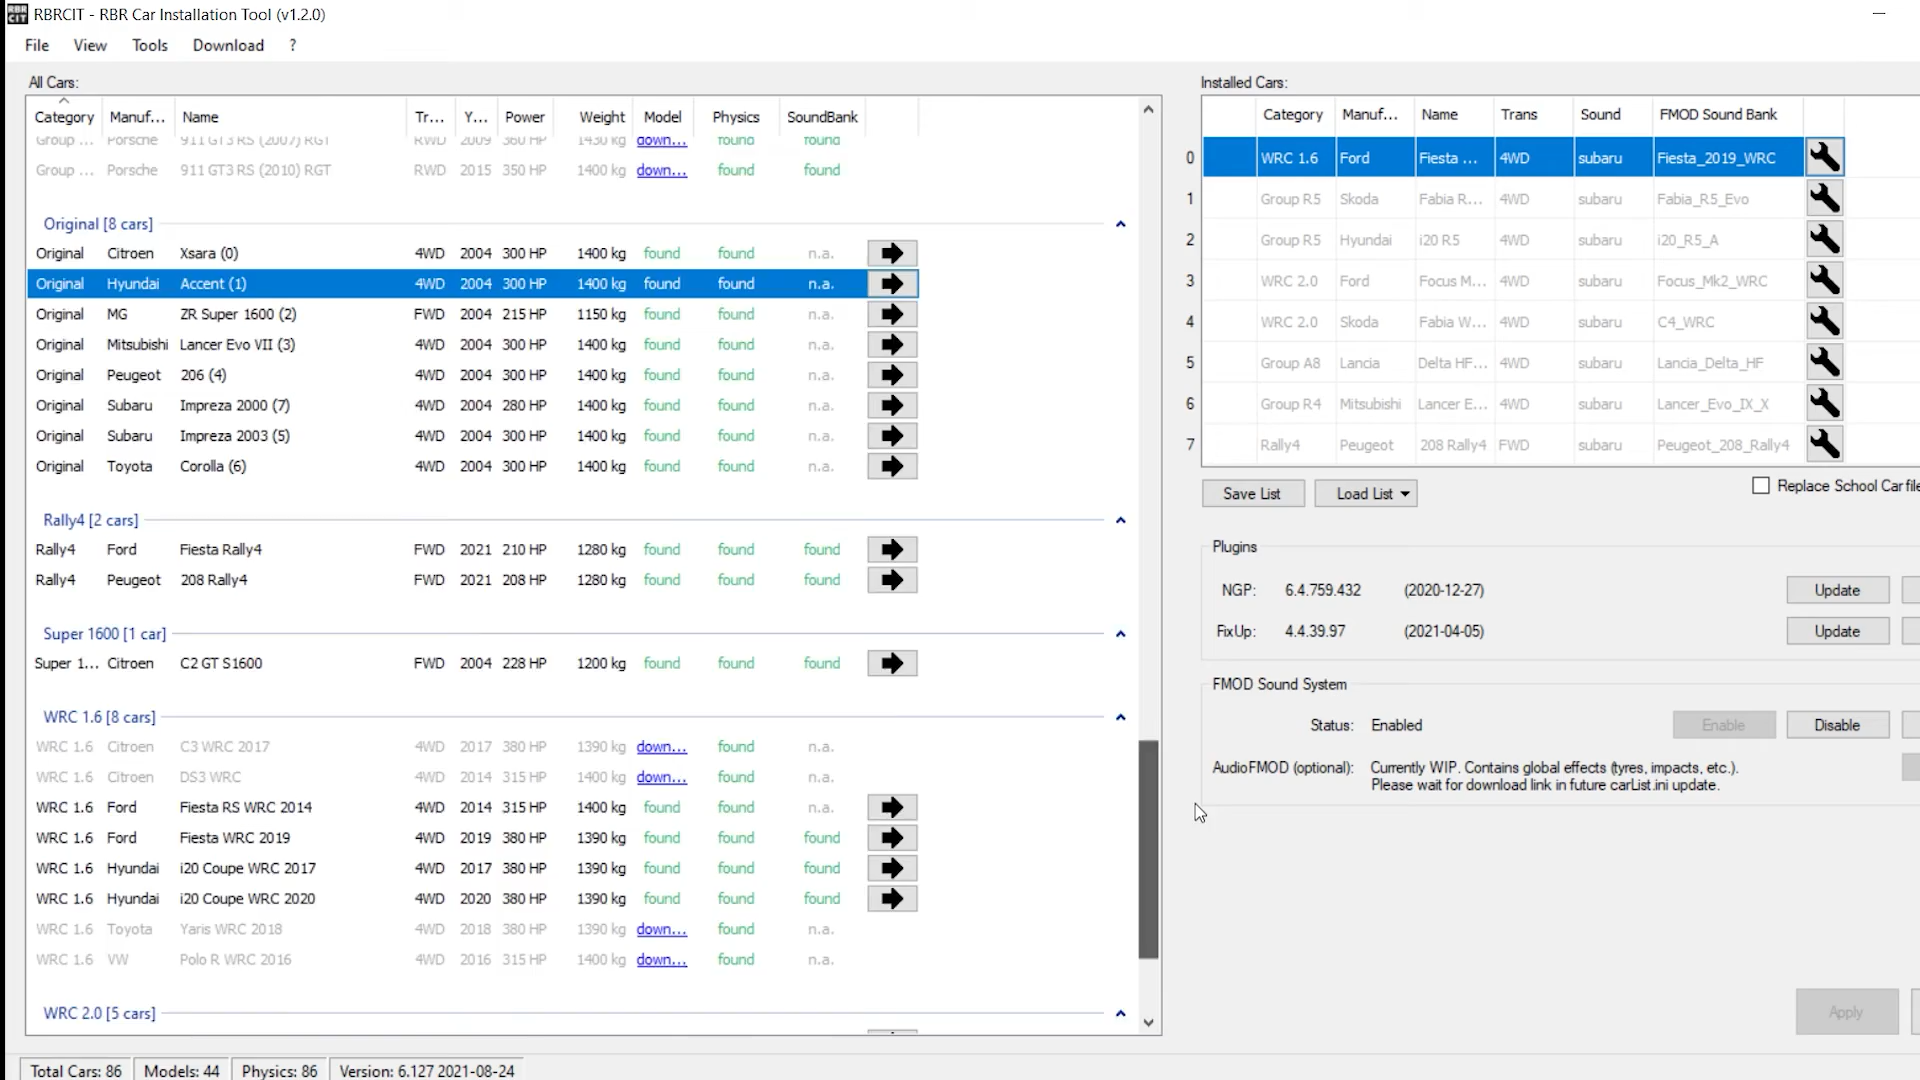 RBR CIT RBRCIT - RBR Car Installation Tool (v1.2.0)
File View Tools Download ?
All Cars:
Category Manuf... Name Tr... Y... Power Weight Model Physics SoundBank
Group ... Porsche 911 GT3 RS (2007) RGT RWD 2009 360 HP 1430 kg down... found found
Group ... Porsche 911 GT3 RS (2010) RGT RWD 2015 350 HP 1400 kg down... found found
Original [8 cars]
Original Citroen Xsara (0) 4WD 2004 300 HP 1400 kg found found n.a.
Original Hyundai Accent (1) 4WD 2004 300 HP 1400 kg found found n.a.
Original MG ZR Super 1600 (2) FWD 2004 215 HP 1150 kg found found n.a.
Original Mitsubishi Lancer Evo VII (3) 4WD 2004 300 HP 1400 kg found found n.a.
Original Peugeot 206 (4) 4WD 2004 300 HP 1400 kg found found n.a.
Original Subaru Impreza 2000 (7) 4WD 2004 280 HP 1400 kg found found n.a.
Original Subaru Impreza 2003 (5) 4WD 2004 300 HP 1400 kg found found n.a.
Original Toyota Corolla (6) 4WD 2004 300 HP 1400 kg found found n.a.
Rally4 [2 cars]
Rally4 Ford Fiesta Rally4 FWD 2021 210 HP 1280 kg found found found
Rally4 Peugeot 208 Rally4 FWD 2021 208 HP 1280 kg found found found
Super 1600 [1 car]
Super 1... Citroen C2 GT S1600 FWD 2004 228 HP 1200 kg found found found
WRC 1.6 [8 cars]
WRC 1.6 Citroen C3 WRC 2017 4WD 2017 380 HP 1390 kg down... found n.a.
WRC 1.6 Citroen DS3 WRC 4WD 2014 315 HP 1400 kg down... found n.a.
WRC 1.6 Ford Fiesta RS WRC 2014 4WD 2014 315 HP 1400 kg found found n.a.
WRC 1.6 Ford Fiesta WRC 2019 4WD 2019 380 HP 1390 kg found found found
WRC 1.6 Hyundai i20 Coupe WRC 2017 4WD 2017 380 HP 1390 kg found found found
WRC 1.6 Hyundai i20 Coupe WRC 2020 4WD 2020 380 HP 1390 kg found found found
WRC 1.6 Toyota Yaris WRC 2018 4WD 2018 380 HP 1390 kg down... found n.a.
WRC 1.6 VW Polo R WRC 2016 4WD 2016 315 HP 1400 kg down... found n.a.
WRC 2.0 [5 cars]
Total Cars: 86 Models: 44 Physics: 86 Version: 6.127 2021-08-24
Installed Cars:
Category Manuf... Name Trans Sound FMOD Sound Bank
0 WRC 1.6 Ford Fiesta ... 4WD subaru Fiesta_2019_WRC
1 Group R5 Skoda Fabia R... 4WD subaru Fabia_R5_Evo
2 Group R5 Hyundai i20 R5 4WD subaru i20_R5_A
3 WRC 2.0 Ford Focus M... 4WD subaru Focus_Mk2_WRC
4 WRC 2.0 Skoda Fabia W... 4WD subaru C4_WRC
5 Group A8 Lancia Delta HF... 4WD subaru Lancia_Delta_HF
6 Group R4 Mitsubishi Lancer E... 4WD subaru Lancer_Evo_IX_X
7 Rally4 Peugeot 208 Rally4 FWD subaru Peugeot_208_Rally4
Save List Load List Replace School Car file
Plugins
NGP: 6.4.759.432 (2020-12-27) Update
FixUp: 4.4.39.97 (2021-04-05) Update
FMOD Sound System
Status: Enabled Enable Disable
AudioFMOD (optional): Currently WIP. Contains global effects (tyres, impacts, etc.).
Please wait for download link in future carList.ini update.
Apply